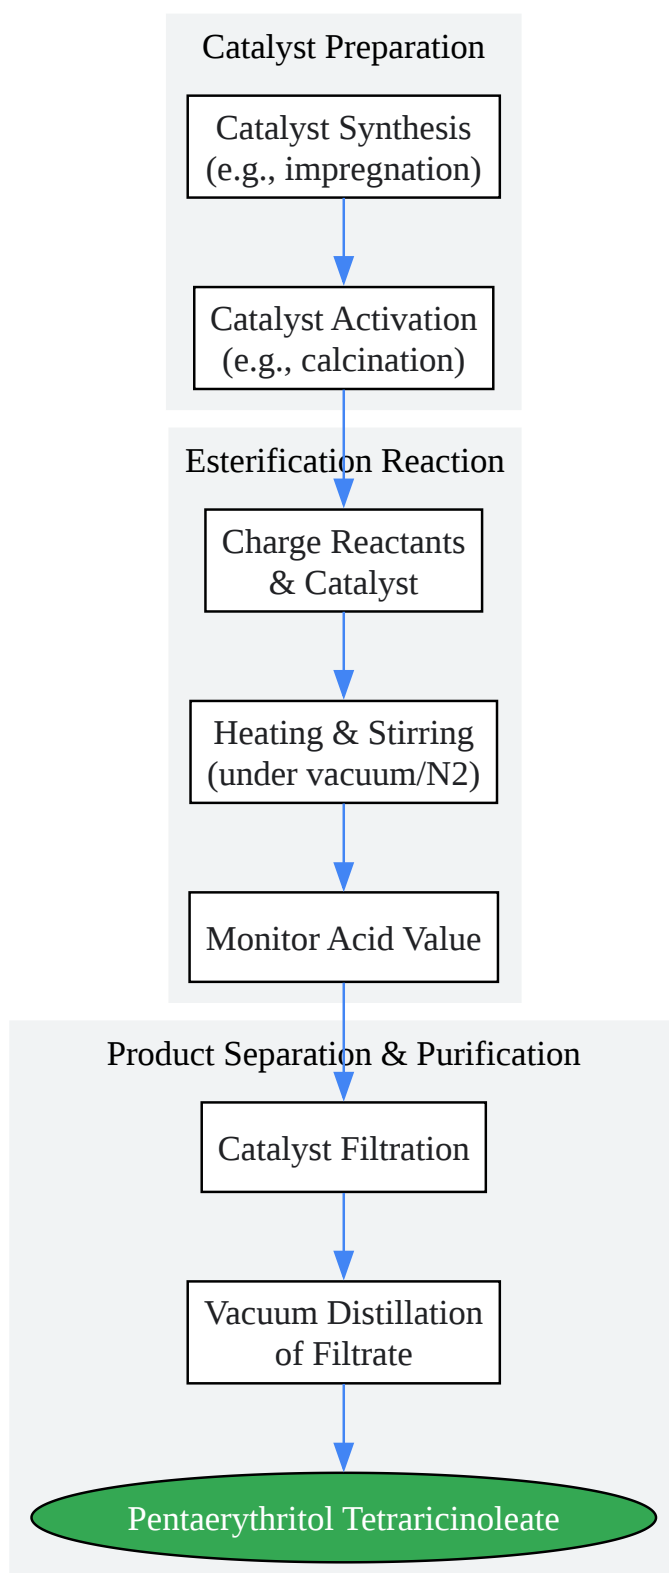 Catalyst Preparation
Catalyst Synthesis
(e.g., impregnation)
Catalyst Activation
(e.g., calcination)
Esterification Reaction
Charge Reactants
& Catalyst
Heating & Stirring
(under vacuum/N2)
Monitor Acid Value
Product Separation & Purification
Catalyst Filtration
Vacuum Distillation
of Filtrate
Pentaerythritol Tetraricinoleate